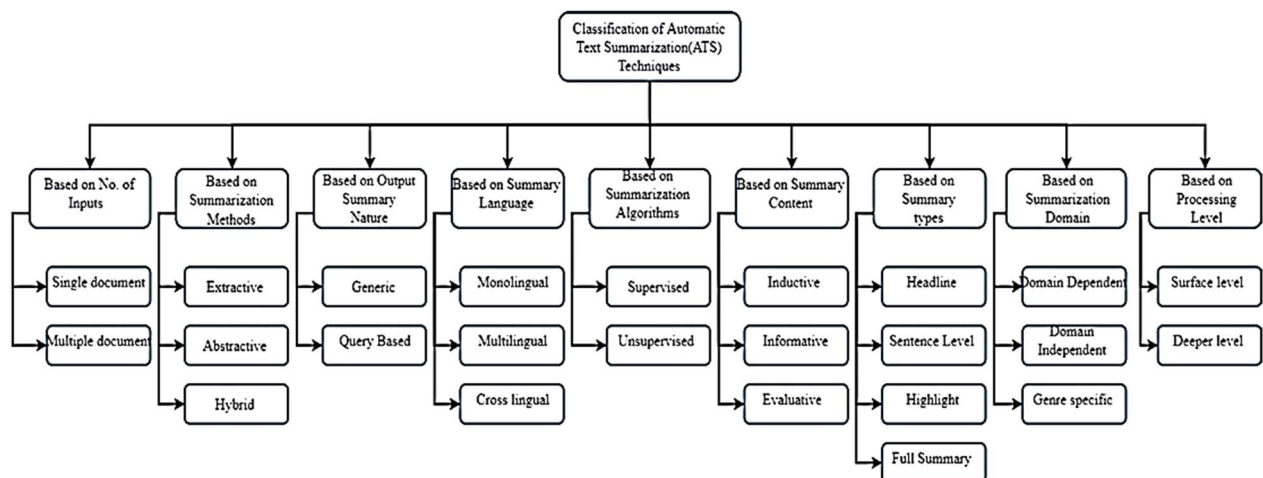 Classification of Automatic
Text Summarization(ATS)
Techniques
Based on No. of
Inputs
Based on
Summarization
Methods
Based on Output
Summary
Nature
Based on Summary
Language
Based on
Summarization
Algorithms
Based on Summary
Content
Based on
Summary
types
Based on
Summarization
Domain
Based on
Processing
Level
Single document
Extractive
Generic
Monolingual
Supervised
Inductive
Headline
Domain Dependent
Surface level
Multiple document
Abstractive
Query Based
Multilingual
Unsupervised
Informative
Sentence Level
Domain
Independent
Deeper level
Hybrid
Cross lingual
Evaluative
Highlight
Genre specific
Full Summary